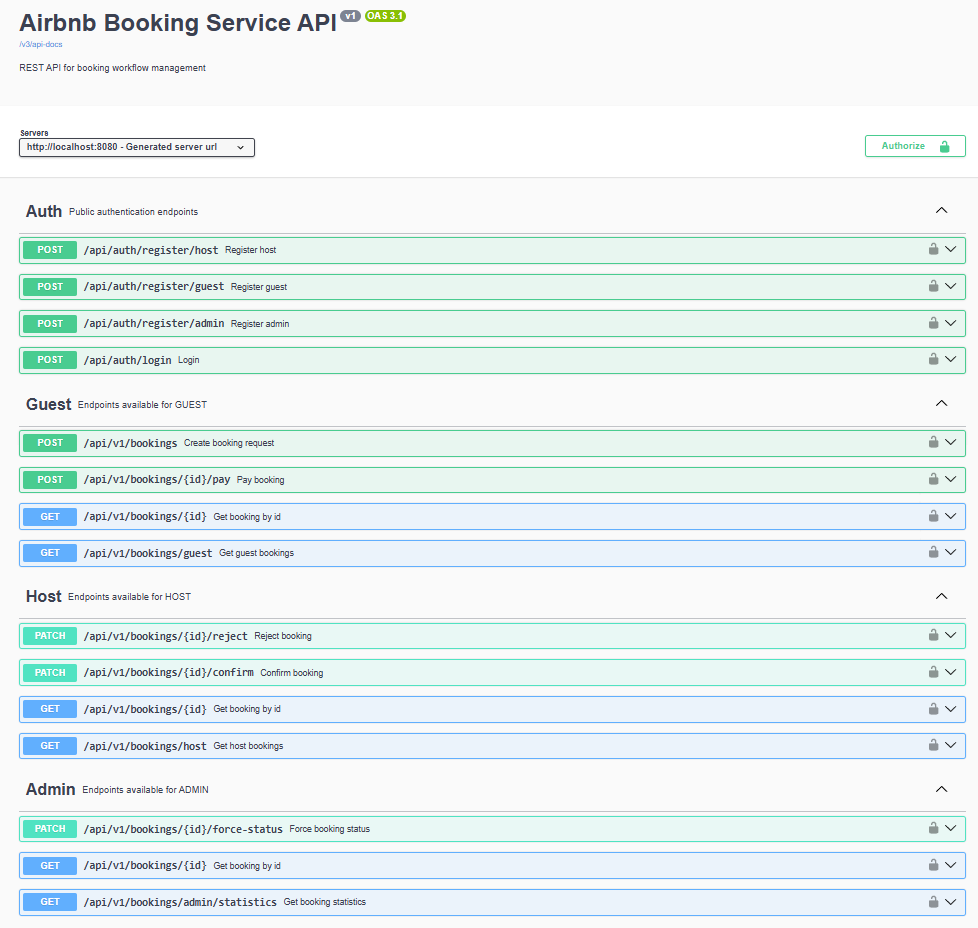 Airbnb Booking Service API v1 OAS 3.1
/v3/api-docs
REST API for booking workflow management
Servers
http://localhost:8080 - Generated server url
Authorize
Auth Public authentication endpoints
POST /api/auth/register/host Register host
POST /api/auth/register/guest Register guest
POST /api/auth/register/admin Register admin
POST /api/auth/login Login
Guest Endpoints available for GUEST
POST /api/v1/bookings Create booking request
POST /api/v1/bookings/{id}/pay Pay booking
GET /api/v1/bookings/{id} Get booking by id
GET /api/v1/bookings/guest Get guest bookings
Host Endpoints available for HOST
PATCH /api/v1/bookings/{id}/reject Reject booking
PATCH /api/v1/bookings/{id}/confirm Confirm booking
GET /api/v1/bookings/{id} Get booking by id
GET /api/v1/bookings/host Get host bookings
Admin Endpoints available for ADMIN
PATCH /api/v1/bookings/{id}/force-status Force booking status
GET /api/v1/bookings/{id} Get booking by id
GET /api/v1/bookings/admin/statistics Get booking statistics